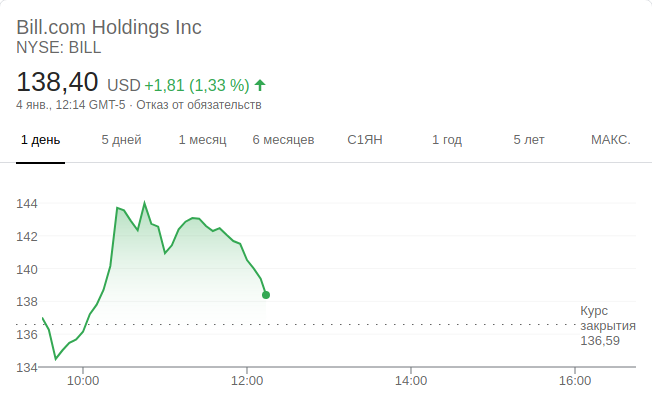 Bill.com Holdings Inc
NYSE: BILL
138,40 USD +1,81 (1,33 %)
4 янв., 12:14 GMT-5 · Отказ от обязательств
1 день 5 дней 1 месяц 6 месяцев С1ЯН 1 год 5 лет МАКС.
144
142
140
138
136
134
Курс
закрытия
136,59
10:00 12:00 14:00 16:00